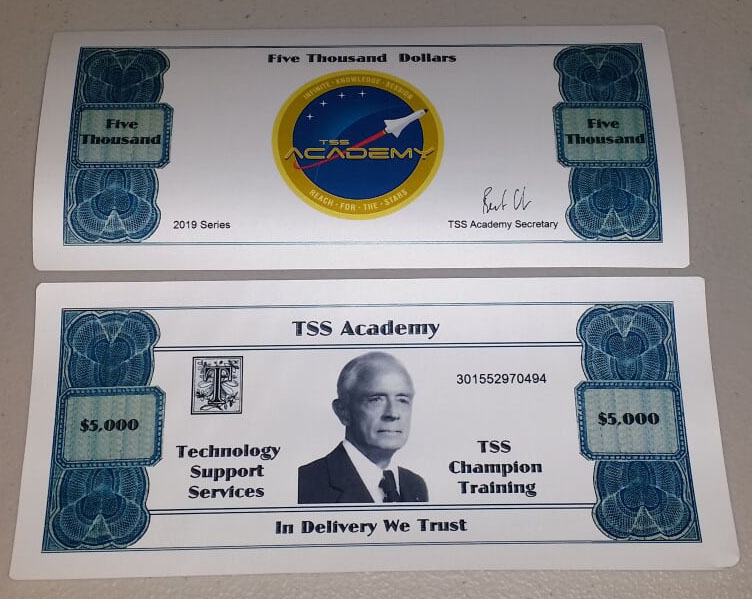 Five Thousand Dollars
Five
Thousand
INFINITE · KNOWLEDGE · SESSION
TSS
ACADEMY
REACH · FOR · THE · STARS
Five
Thousand
2019 Series
TSS Academy Secretary
TSS Academy
T
301552970494
$5,000
$5,000
Technology
Support
Services
TSS
Champion
Training
In Delivery We Trust